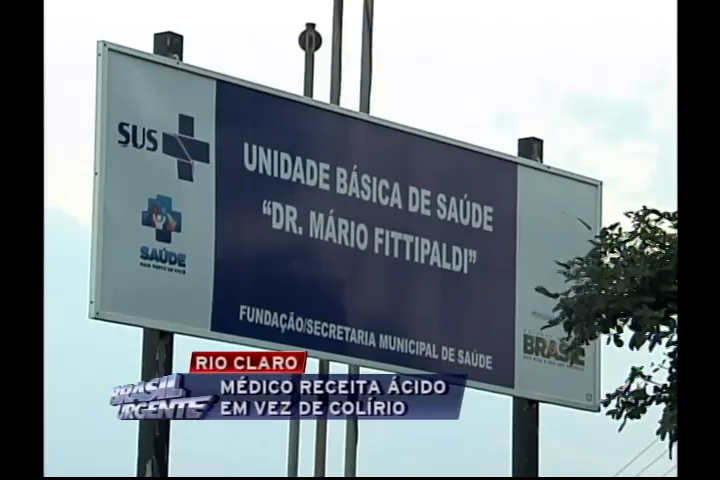 SUS
UNIDADE BÁSICA DE SAÚDE
"DR. MÁRIO FITTIPALDI"
SAÚDE
FUNDAÇÃO/SECRETARIA MUNICIPAL DE SAÚDE
BRASIL
RIO CLARO
MÉDICO RECEITA ÁCIDO
EM VEZ DE COLÍRIO
BRASIL
URGENTE